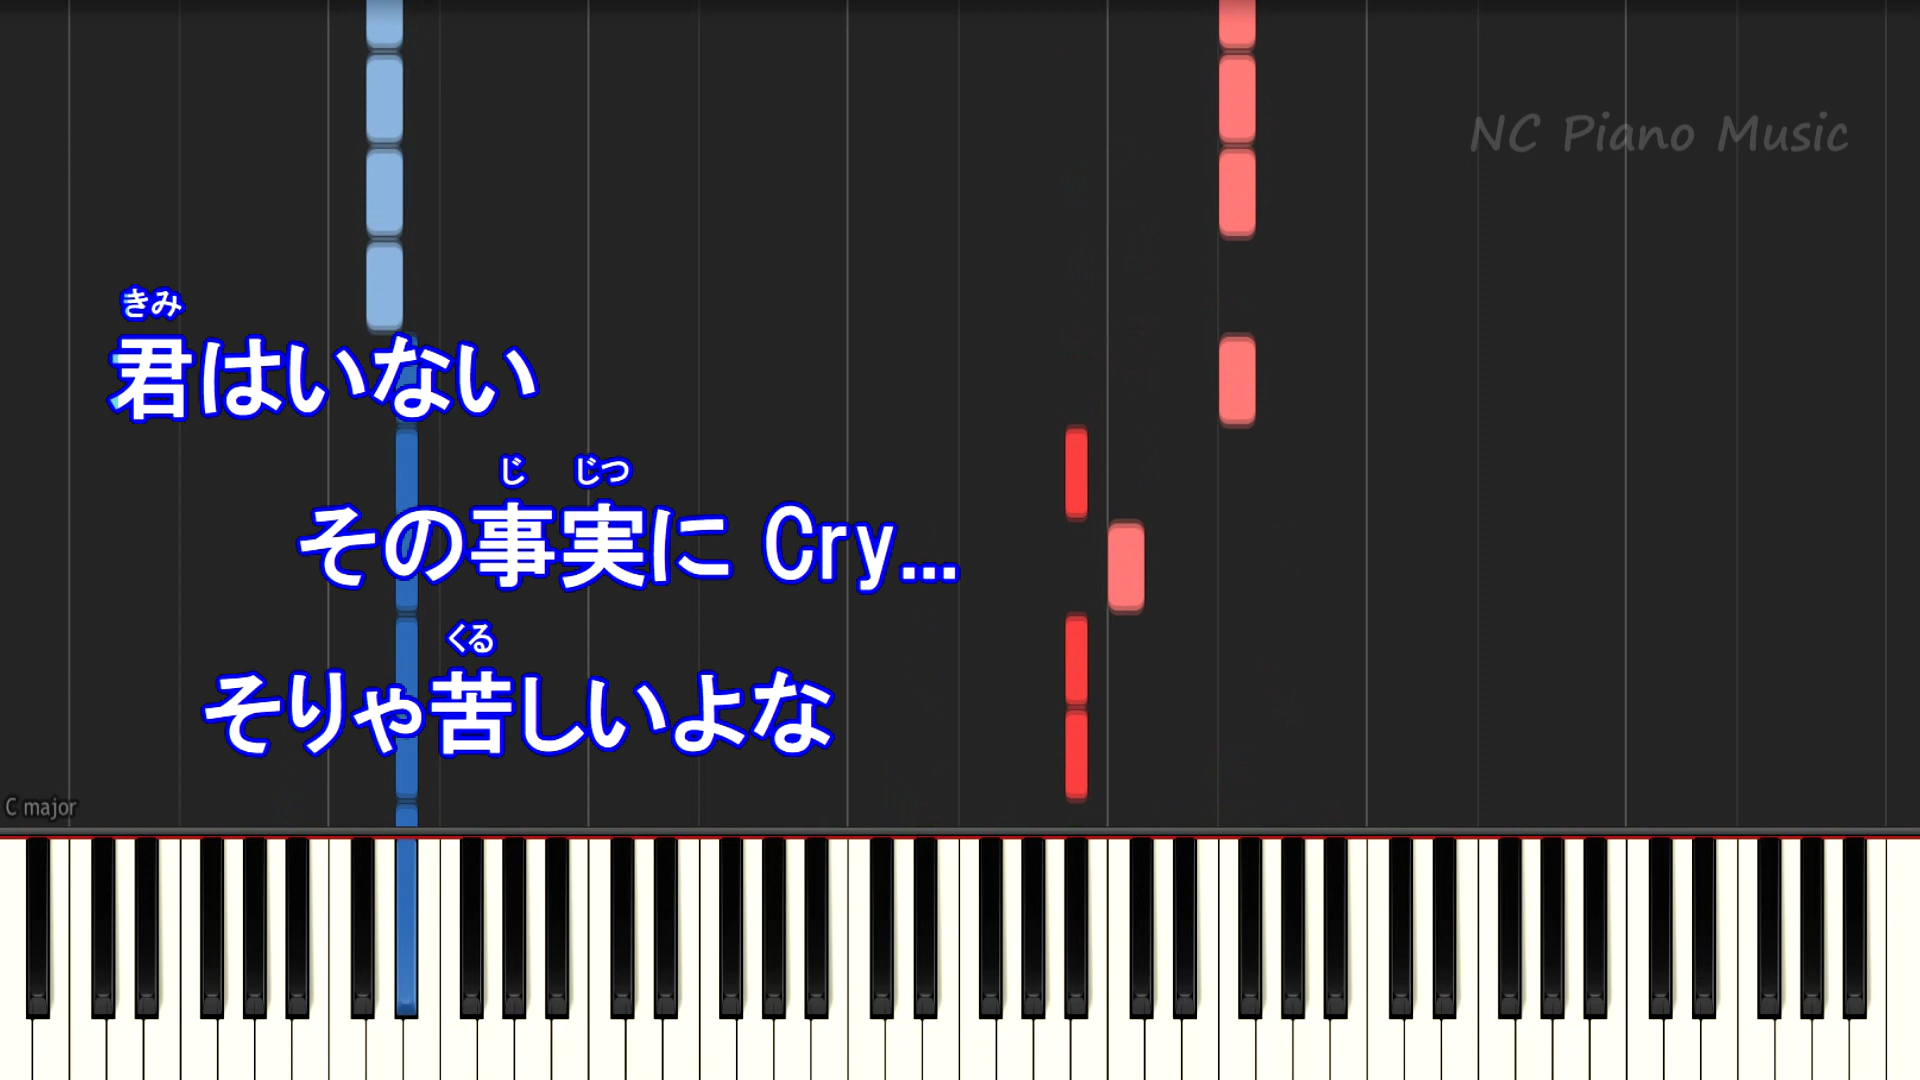 NC Piano Music
きみ
君はいない
じ じつ
その事実に Cry...
くる
そりゃ苦しいよな
C major